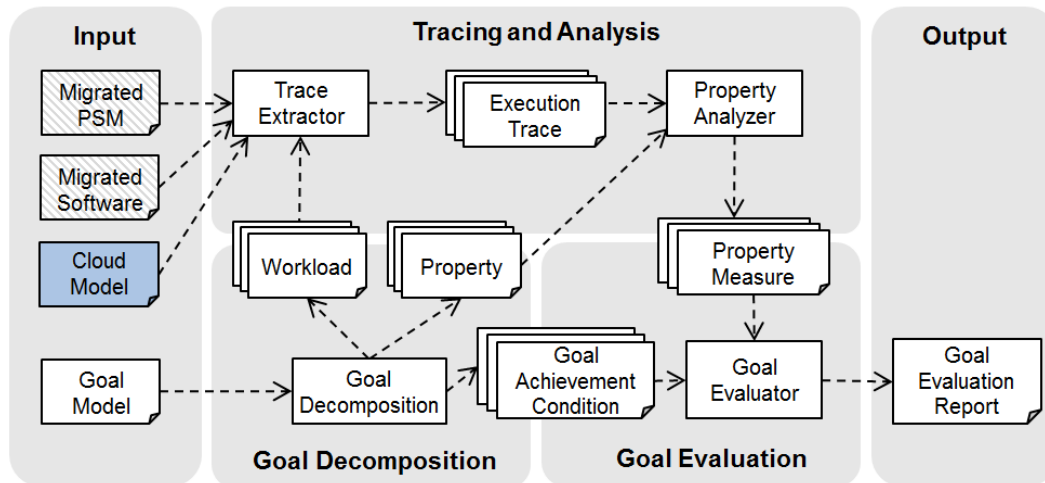 Input
Tracing and Analysis
Output
Migrated
PSM
Trace
Extractor
Execution
Trace
Property
Analyzer
Migrated
Software
Cloud
Model
Workload
Property
Property
Measure
Goal
Model
Goal
Decomposition
Goal
Achievement
Condition
Goal
Evaluator
Goal
Evaluation
Report
Goal Decomposition
Goal Evaluation